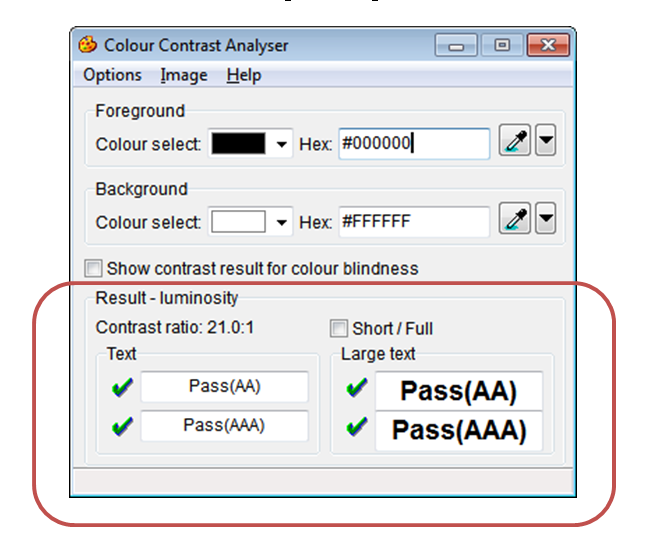 Colour Contrast Analyser
Options Image Help
Foreground
Colour select: Hex: #000000
Background
Colour select: Hex: #FFFFFF
Show contrast result for colour blindness
Result - luminosity
Contrast ratio: 21.0:1 Short / Full
Text Large text
Pass(AA) Pass(AA)
Pass(AAA) Pass(AAA)